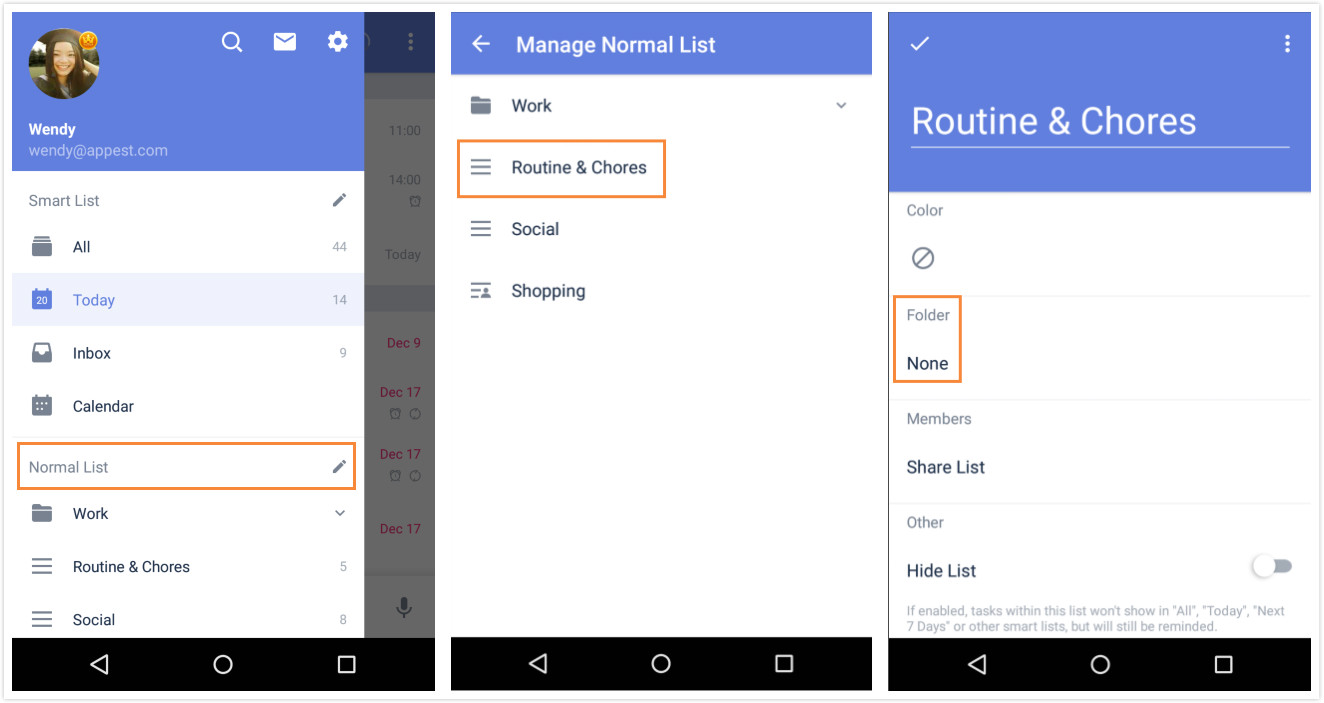 Wendy
wendy@appest.com
Smart List
All 44
20 Today 14
Inbox 9
Calendar
Normal List
Work
Routine & Chores 5
Social 8
11:00
14:00
Today
Dec 9
Dec 17
Dec 17
Dec 17
Manage Normal List
Work
Routine & Chores
Social
Shopping
Routine & Chores
Color
Folder
None
Members
Share List
Other
Hide List
If enabled, tasks within this list won't show in "All", "Today", "Next
7 Days" or other smart lists, but will still be reminded.